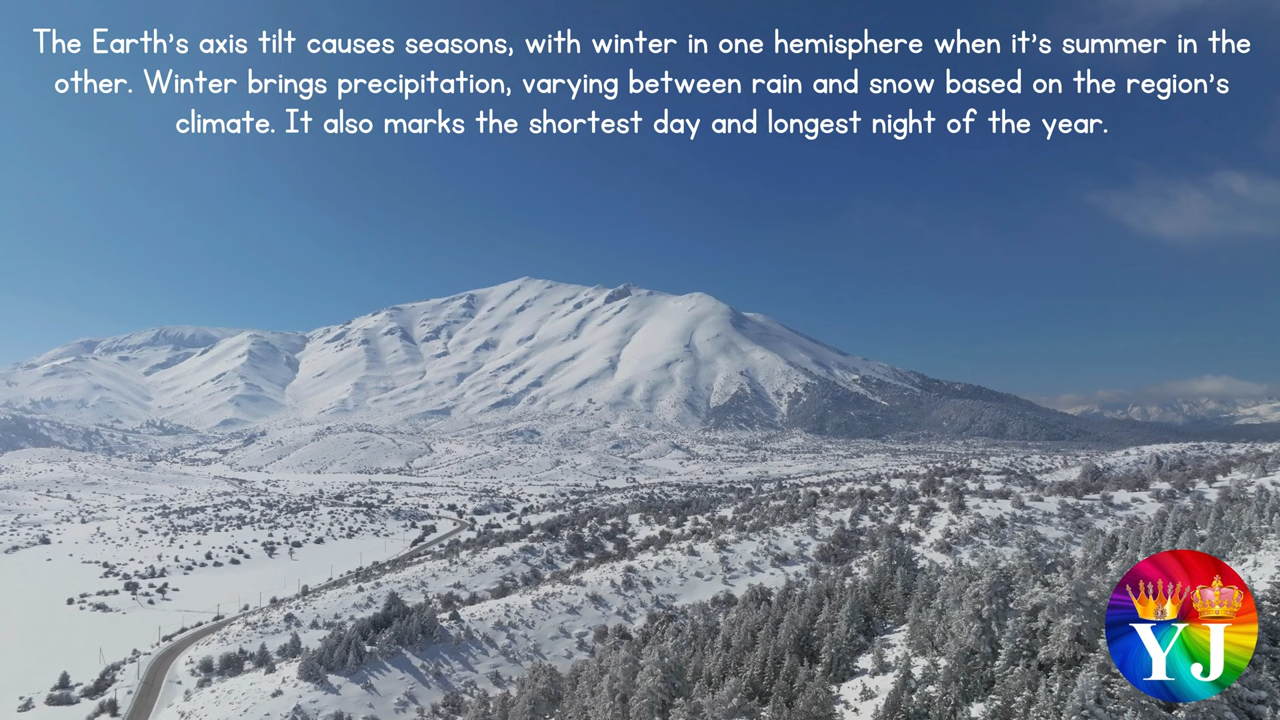 The Earth's axis tilt causes seasons, with winter in one hemisphere when it's summer in the
other. Winter brings precipitation, varying between rain and snow based on the region's
climate. It also marks the shortest day and longest night of the year.
YJ